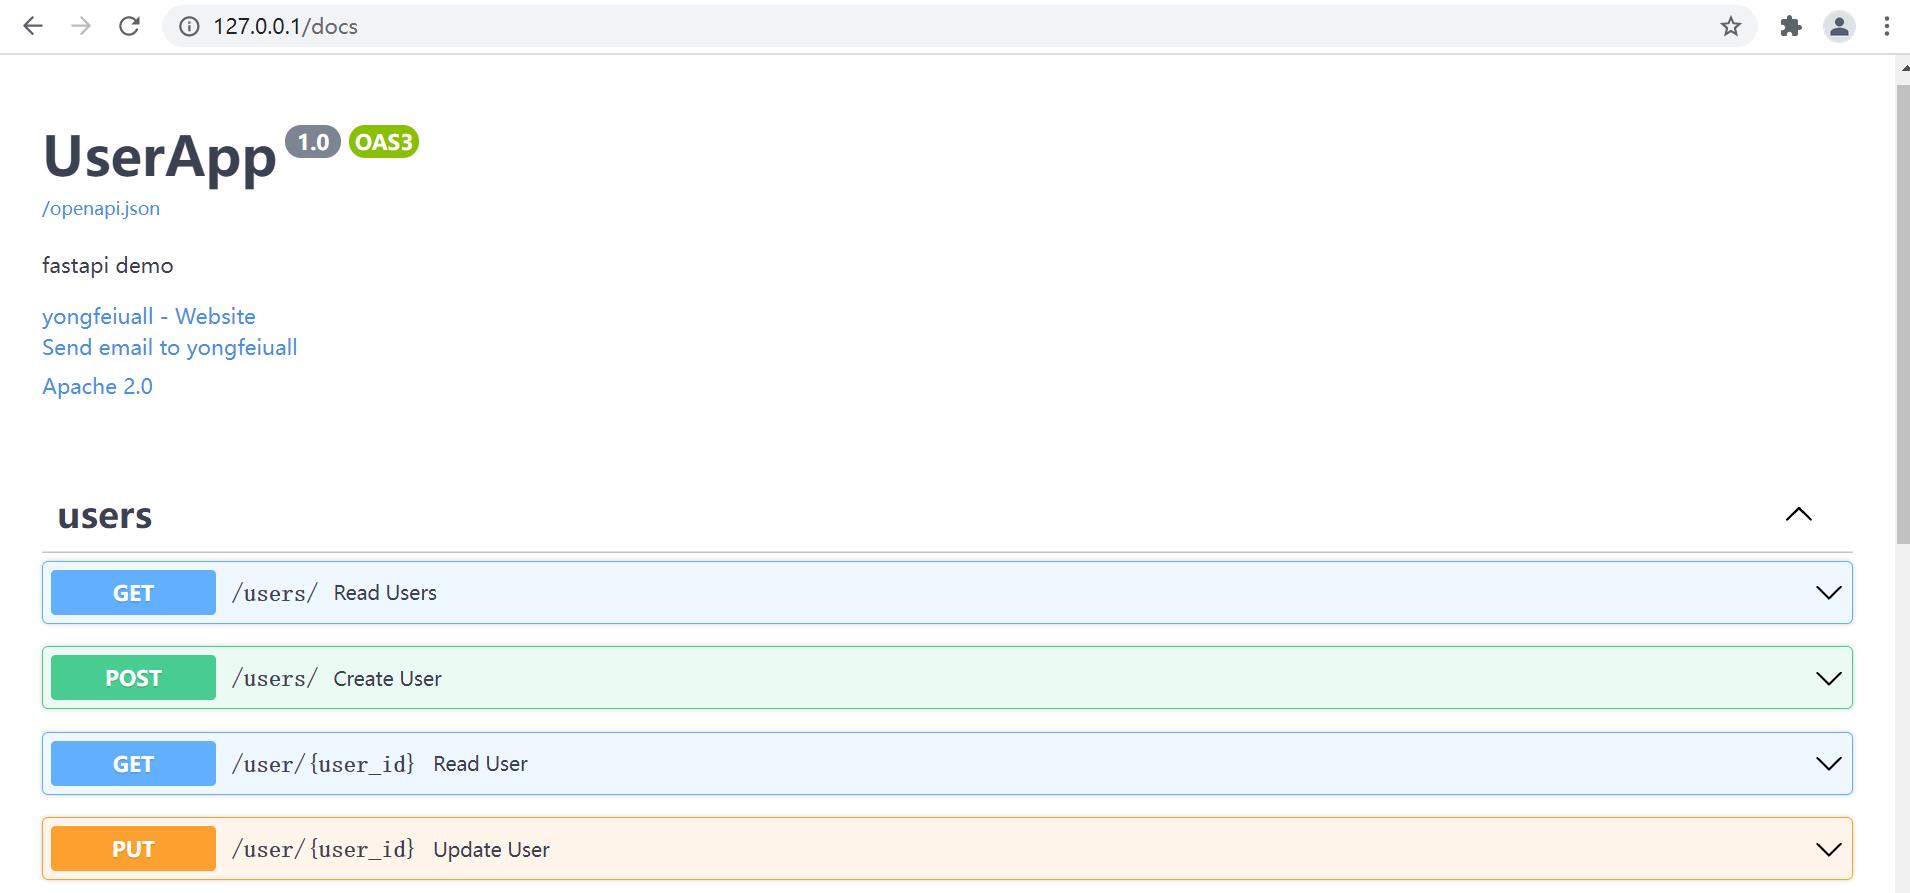 127.0.0.1/docs
UserApp 1.0 OAS3
/openapi.json
fastapi demo
yongfeiuall - Website
Send email to yongfeiuall
Apache 2.0
users
GET /users/ Read Users
POST /users/ Create User
GET /user/{user_id} Read User
PUT /user/{user_id} Update User